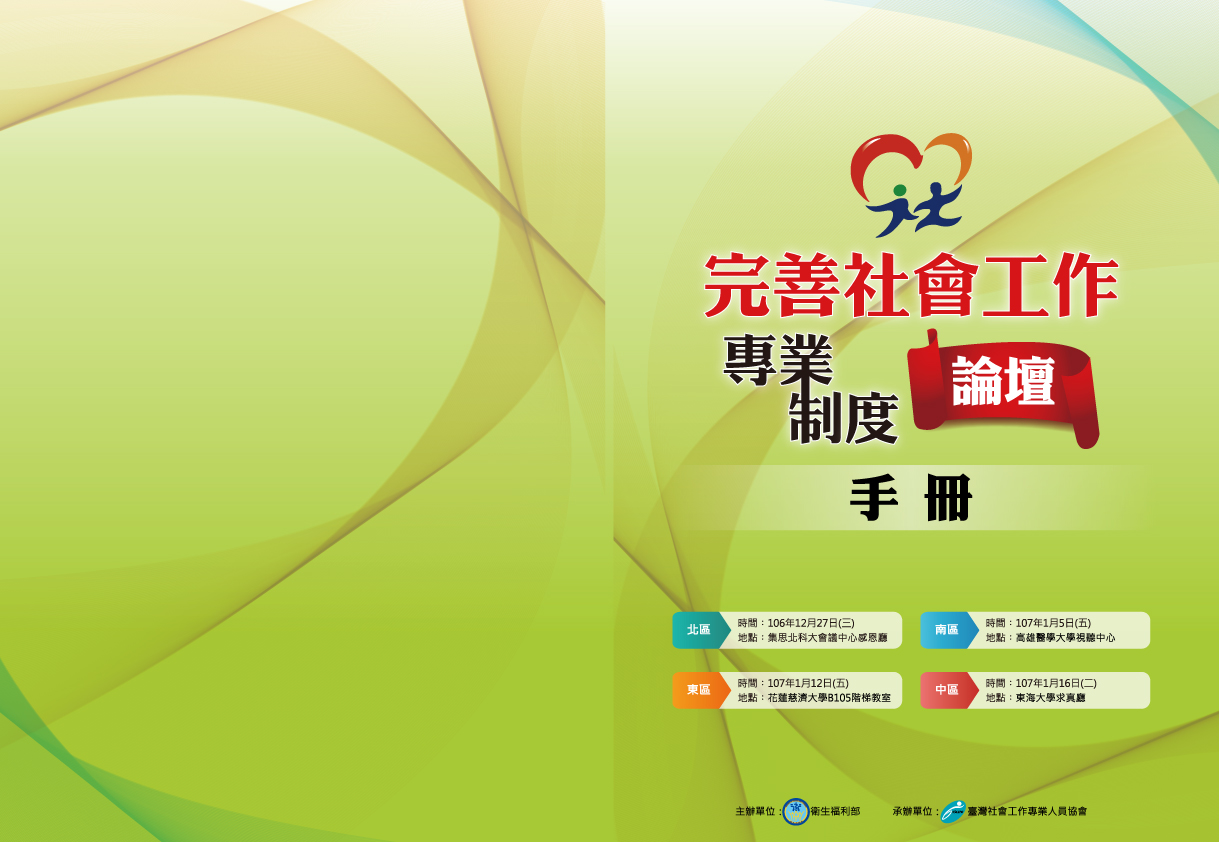 完善社會工作
專業
制度
論壇
手冊
北區
時間：106年12月27日(三)
地點：集思北科大會議中心感恩廳
南區
時間：107年1月5日(五)
地點：高雄醫學大學視聽中心
東區
時間：107年1月12日(五)
地點：花蓮慈濟大學B105階梯教室
中區
時間：107年1月16日(二)
地點：東海大學求真廳
主辦單位：衛生福利部
承辦單位：臺灣社會工作專業人員協會